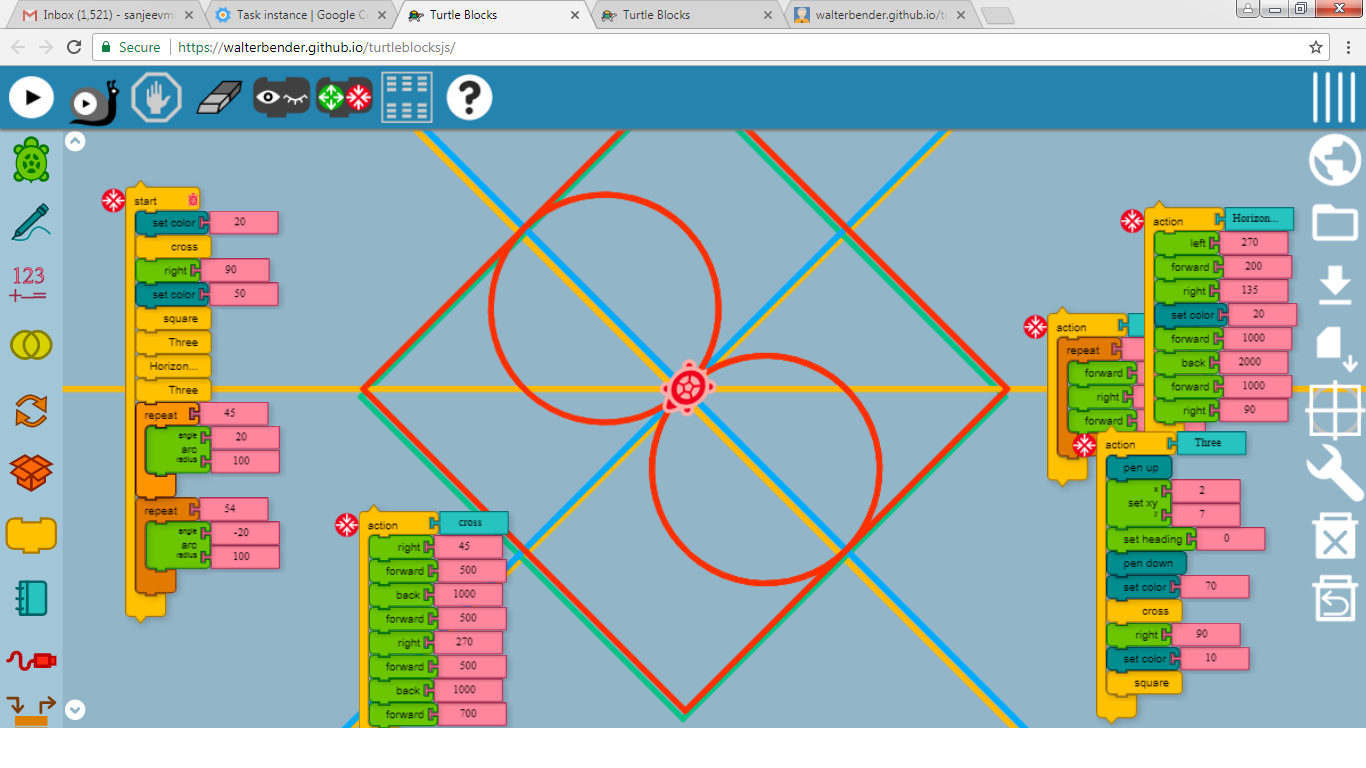 Inbox (1,521) - sanjeevm
Task instance | Google C
Turtle Blocks
Turtle Blocks
walterbender.github.io/t
Secure
https://walterbender.github.io/turtleblocksjs/
?
123
+-=
start
set color 20
cross
right 90
set color 50
square
Three
Horizon...
Three
repeat 45
angle 20
arc
radius 100
repeat 54
angle -20
arc
radius 100
action cross
right 45
forward 500
back 1000
forward 500
right 270
forward 500
back 1000
forward 700
action
repeat
forward
right
forward
action Horizon...
left 270
forward 200
right 135
set color 20
forward 1000
back 2000
forward 1000
right 90
action Three
pen up
x 2
set xy
y 7
set heading 0
pen down
set color 70
cross
right 90
set color 10
square